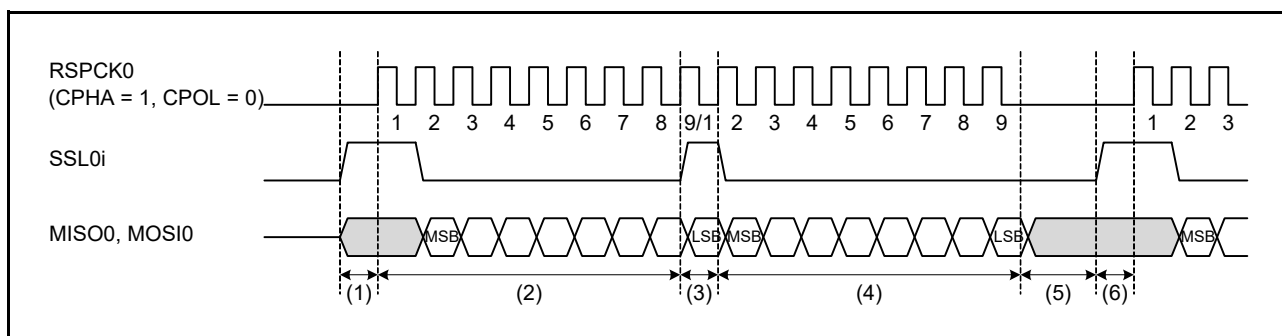 RSPCK0
(CPHA = 1, CPOL = 0)
1 2 3 4 5 6 7 8 9/1 2 3 4 5 6 7 8 9 1 2 3
SSL0i
MISO0, MOSI0
MSB LSB MSB LSB MSB
(1) (2) (3) (4) (5) (6)